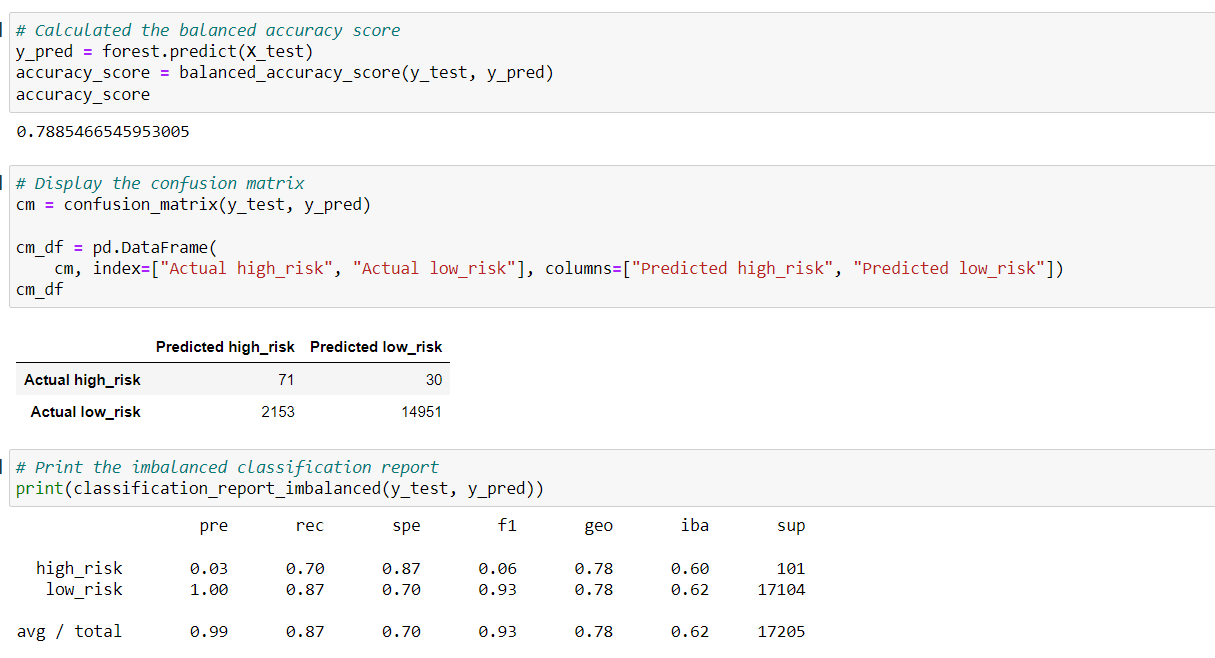 # Calculated the balanced accuracy score
y_pred = forest.predict(X_test)
accuracy_score = balanced_accuracy_score(y_test, y_pred)
accuracy_score
0.7885466545953005
# Display the confusion matrix
cm = confusion_matrix(y_test, y_pred)
cm_df = pd.DataFrame(
    cm, index=["Actual high_risk", "Actual low_risk"], columns=["Predicted high_risk", "Predicted low_risk"])
cm_df
Predicted high_risk Predicted low_risk
Actual high_risk 71 30
Actual low_risk 2153 14951
# Print the imbalanced classification report
print(classification_report_imbalanced(y_test, y_pred))
pre rec spe f1 geo iba sup
high_risk 0.03 0.70 0.87 0.06 0.78 0.60 101
low_risk 1.00 0.87 0.70 0.93 0.78 0.62 17104
avg / total 0.99 0.87 0.70 0.93 0.78 0.62 17205